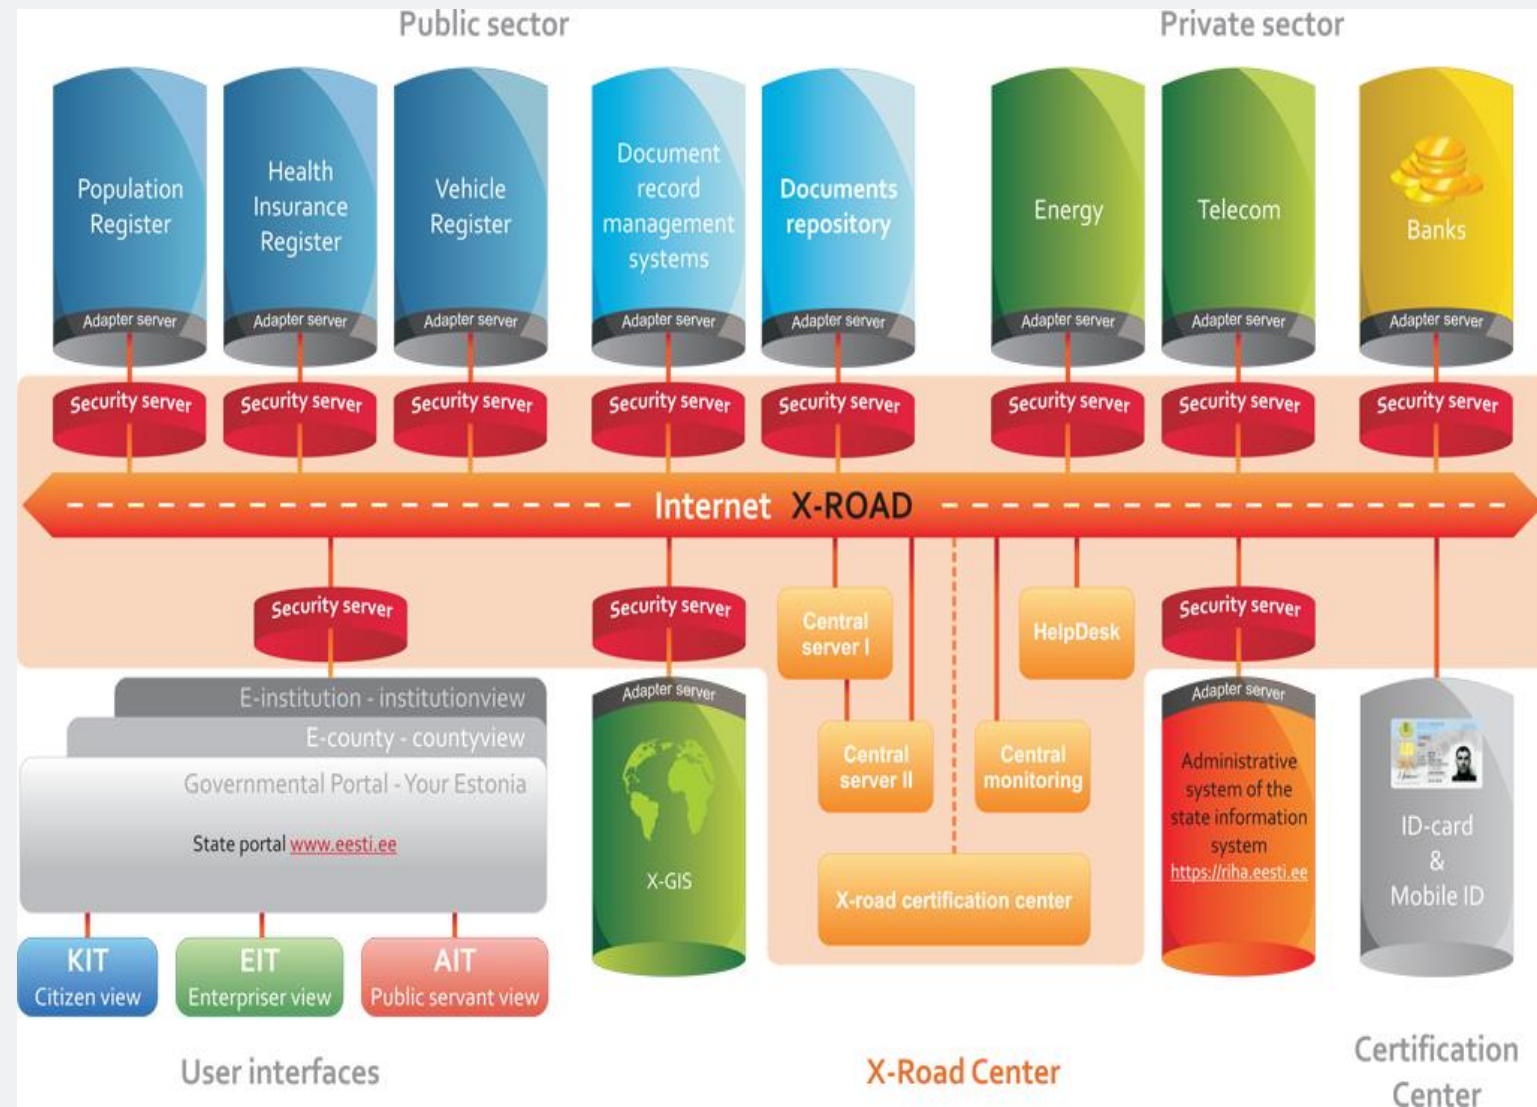 Public sector
Private sector
Population
Register
Health
Insurance
Register
Vehicle
Register
Document
record
management
systems
Documents
repository
Energy
Telecom
Banks
Adapter server
Adapter server
Adapter server
Adapter server
Adapter server
Adapter server
Adapter server
Adapter server
Security server
Security server
Security server
Security server
Security server
Security server
Security server
Security server
Internet X-ROAD
Security server
Security server
Central
server I
HelpDesk
Security server
E-institution - institutionview
E-county - countyview
Governmental Portal - Your Estonia
State portal www.eesti.ee
Adapter server
X-GIS
Central
server II
Central
monitoring
X-road certification center
Adapter server
Administrative
system of the
state information
system
https://riha.eesti.ee
ID-card
&
Mobile ID
KIT
Citizen view
EIT
Enterpriser view
AIT
Public servant view
User interfaces
X-Road Center
Certification
Center